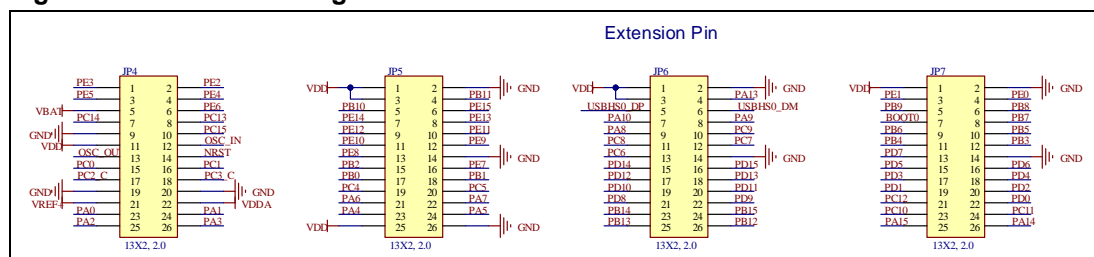 Extension Pin
JP4
PE3 1 2 PE2
PE5 3 4 PE4
VBAT 5 6 PE6
PC14 7 8 PC13
GND 9 10 PC15
VDD 11 12 OSC_IN
OSC_OU 13 14 NRST
PC0 15 16 PC1
PC2_C 17 18 PC3_C
GND 19 20 GND
VREF+ 21 22 VDDA
PA0 23 24 PA1
PA2 25 26 PA3
13X2, 2.0
JP5
VDD 1 2 GND
3 4 PB11
PB10 5 6 PE15
PE14 7 8 PE13
PE12 9 10 PE11
PE10 11 12 PE9
PE8 13 14 GND
PB2 15 16 PE7
PB0 17 18 PB1
PC4 19 20 PC5
PA6 21 22 PA7
PA4 23 24 PA5
VDD 25 26 GND
13X2, 2.0
JP6
VDD 1 2 GND
3 4 PA13
USBHS0_DP 5 6 USBHS0_DM
PA10 7 8 PA9
PA8 9 10 PC9
PC8 11 12 PC7
PC6 13 14 GND
PD14 15 16 PD15
PD12 17 18 PD13
PD10 19 20 PD11
PD8 21 22 PD9
PB14 23 24 PB15
PB13 25 26 PB12
13X2, 2.0
JP7
VDD 1 2 GND
PE1 3 4 PE0
PB9 5 6 PB8
BOOT0 7 8 PB7
PB6 9 10 PB5
PB4 11 12 PB3
PD7 13 14 GND
PD5 15 16 PD6
PD3 17 18 PD4
PD1 19 20 PD2
PC12 21 22 PD0
PC10 23 24 PC11
PA15 25 26 PA14
13X2, 2.0